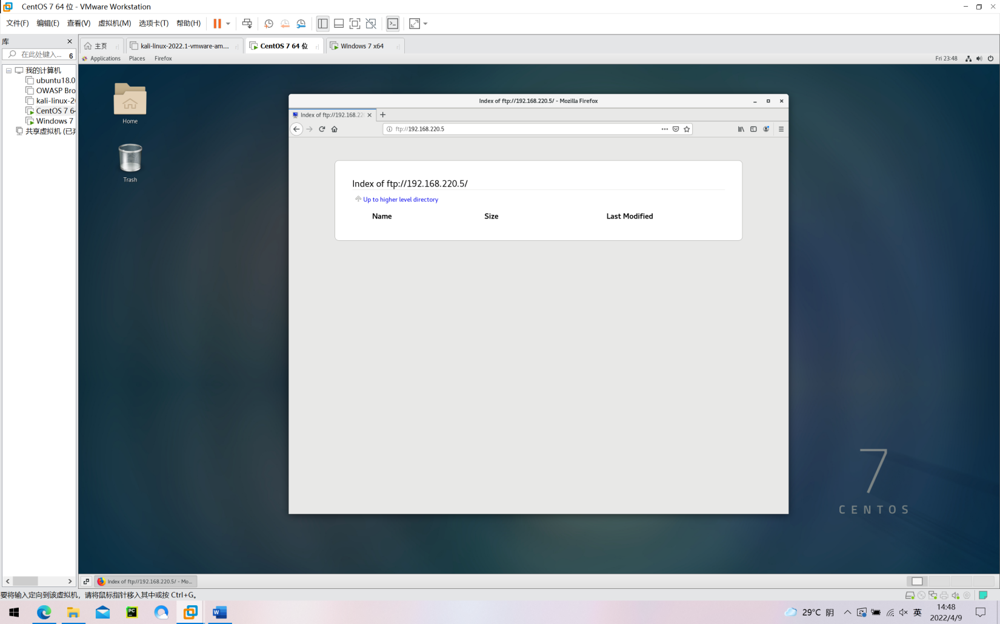 CentOS 7 64 位 - VMware Workstation
文件(F) 编辑(E) 查看(V) 虚拟机(M) 选项卡(T) 帮助(H)
库
在此处键入... 6
我的计算机
ubuntu18.0
OWASP Bro
kali-linux-2
CentOS 7 64
Windows 7
共享虚拟机 (已
主页 kali-linux-2022.1-vmware-am... CentOS 7 64 位 Windows 7 x64
Applications Places Firefox Fri 23:48
Home
Trash
Index of ftp://192.168.220.5/ - Mozilla Firefox
Index of ftp://192.168.22
ftp://192.168.220.5
Index of ftp://192.168.220.5/
Up to higher level directory
Name Size Last Modified
7
CENTOS
Index of ftp://192.168.220.5/ - Mo...
要将输入定向到该虚拟机，请将鼠标指针移入其中或按 Ctrl+G。
PC
W
29°C 阴 英 14:48
2022/4/9